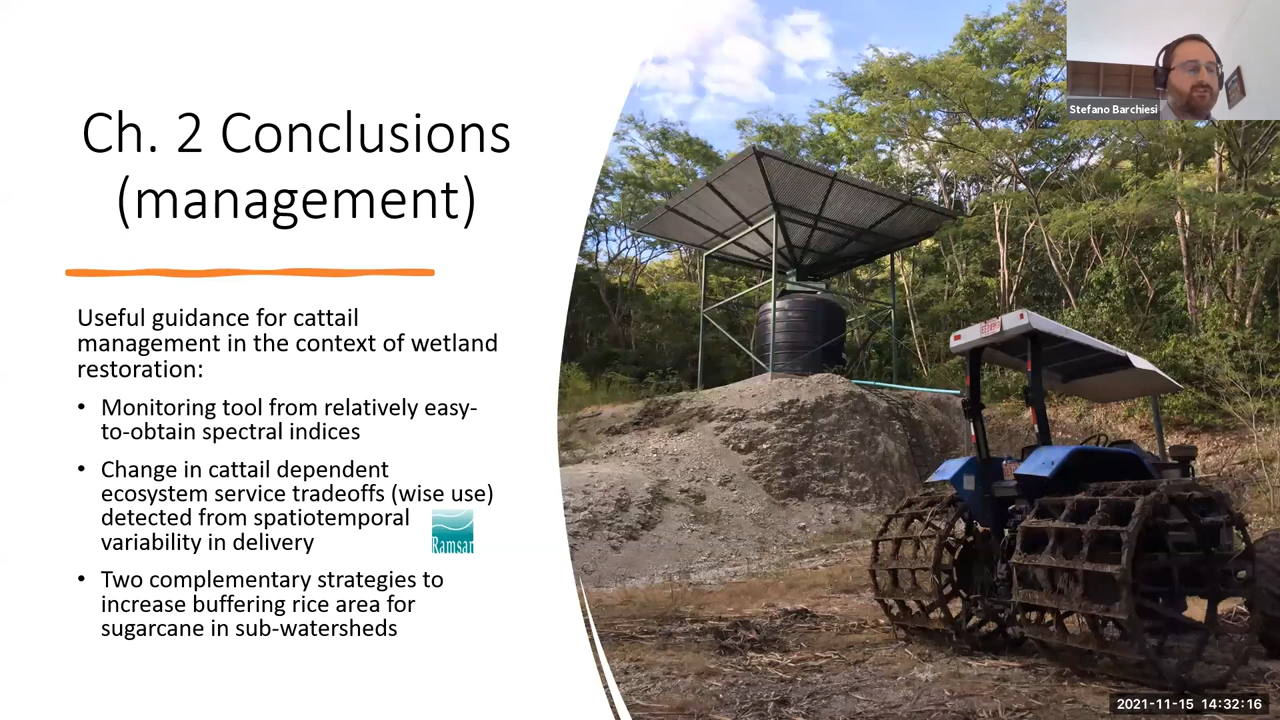 Ch. 2 Conclusions
(management)
Useful guidance for cattail
management in the context of wetland
restoration:
• Monitoring tool from relatively easy-
to-obtain spectral indices
• Change in cattail dependent
ecosystem service tradeoffs (wise use)
detected from spatiotemporal
variability in delivery
Ramsar
• Two complementary strategies to
increase buffering rice area for
sugarcane in sub-watersheds
Stefano Barchiesi
2021-11-15 14:32:16